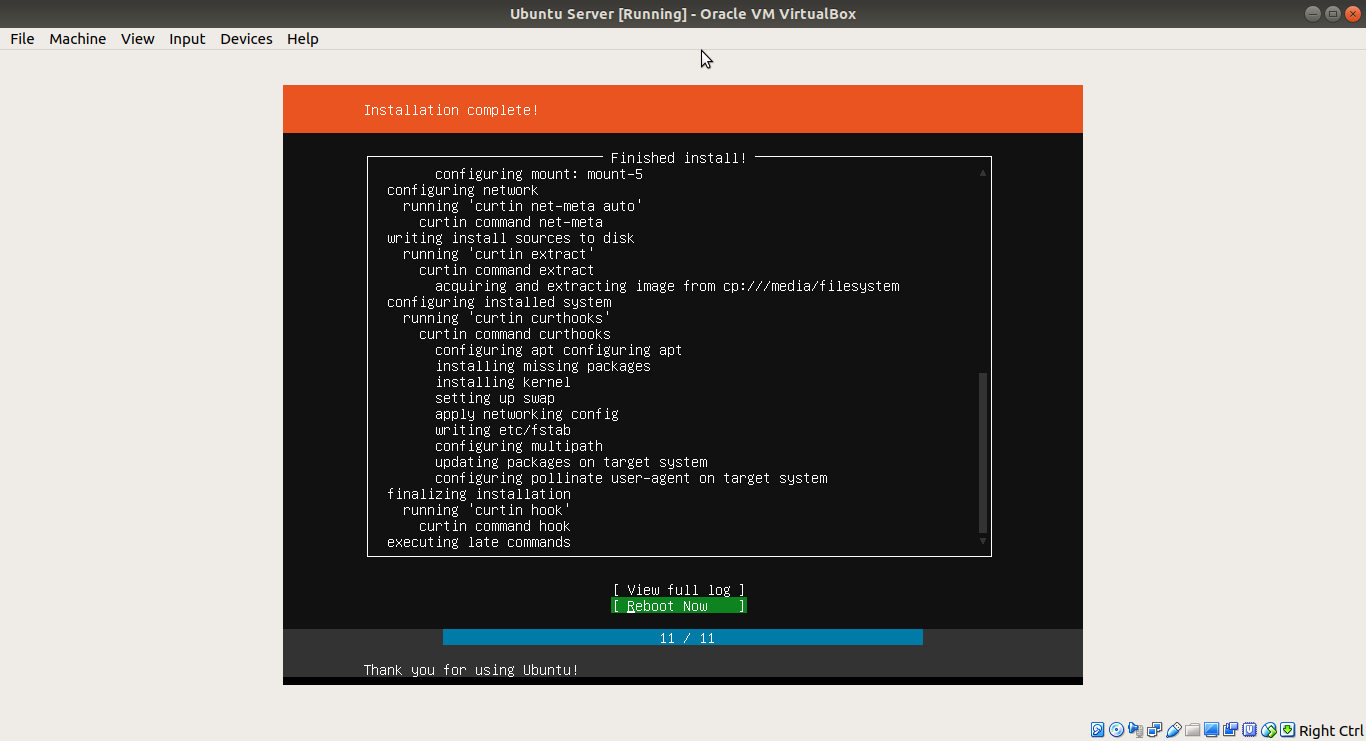 Ubuntu Server [Running] - Oracle VM VirtualBox
File Machine View Input Devices Help
Installation complete!
Finished install!
configuring mount: mount-5
configuring network
running 'curtin net-meta auto'
curtin command net-meta
writing install sources to disk
running 'curtin extract'
curtin command extract
acquiring and extracting image from cp:///media/filesystem
configuring installed system
running 'curtin curthooks'
curtin command curthooks
configuring apt configuring apt
installing missing packages
installing kernel
setting up swap
apply networking config
writing etc/fstab
configuring multipath
updating packages on target system
configuring pollinate user-agent on target system
finalizing installation
running 'curtin hook'
curtin command hook
executing late commands
[ View full log ]
[ Reboot Now ]
11 / 11
Thank you for using Ubuntu!
Right Ctrl